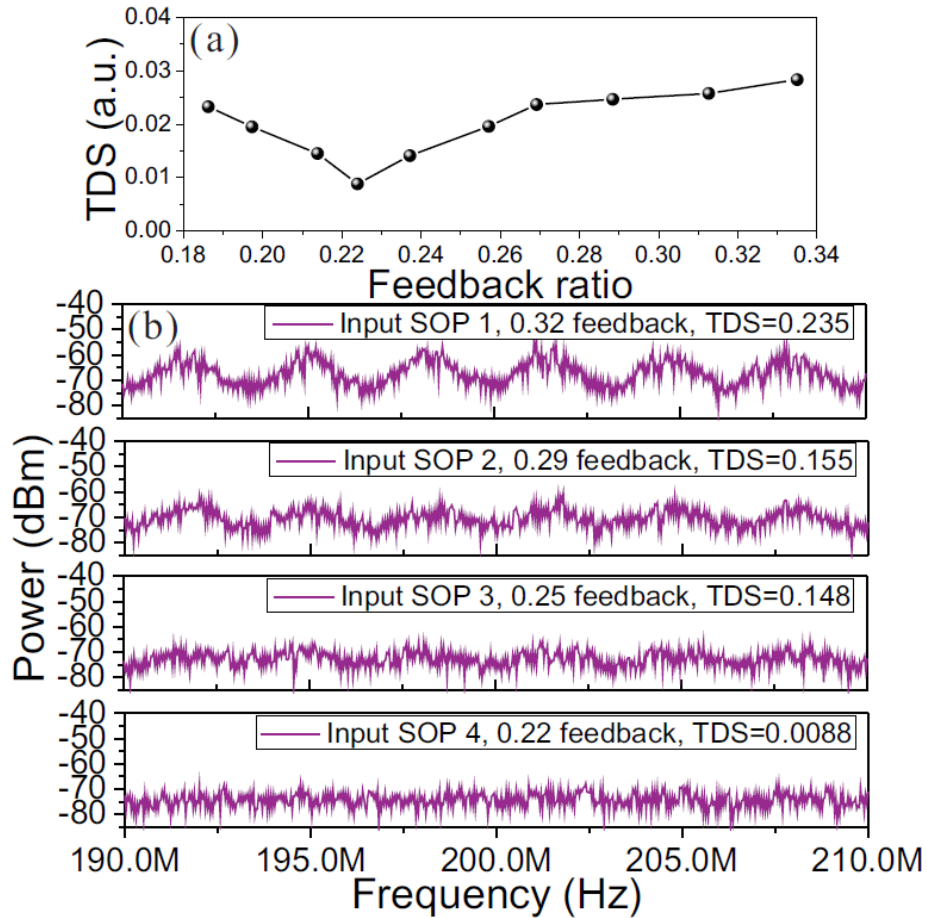 (a)
TDS (a.u.)
0.04
0.03
0.02
0.01
0.00
0.18 0.20 0.22 0.24 0.26 0.28 0.30 0.32 0.34
Feedback ratio
(b)
Power (dBm)
-40
-50
-60
-70
-80
Input SOP 1, 0.32 feedback, TDS=0.235
-40
-50
-60
-70
-80
Input SOP 2, 0.29 feedback, TDS=0.155
-40
-50
-60
-70
-80
Input SOP 3, 0.25 feedback, TDS=0.148
-40
-50
-60
-70
-80
Input SOP 4, 0.22 feedback, TDS=0.0088
190.0M 195.0M 200.0M 205.0M 210.0M
Frequency (Hz)